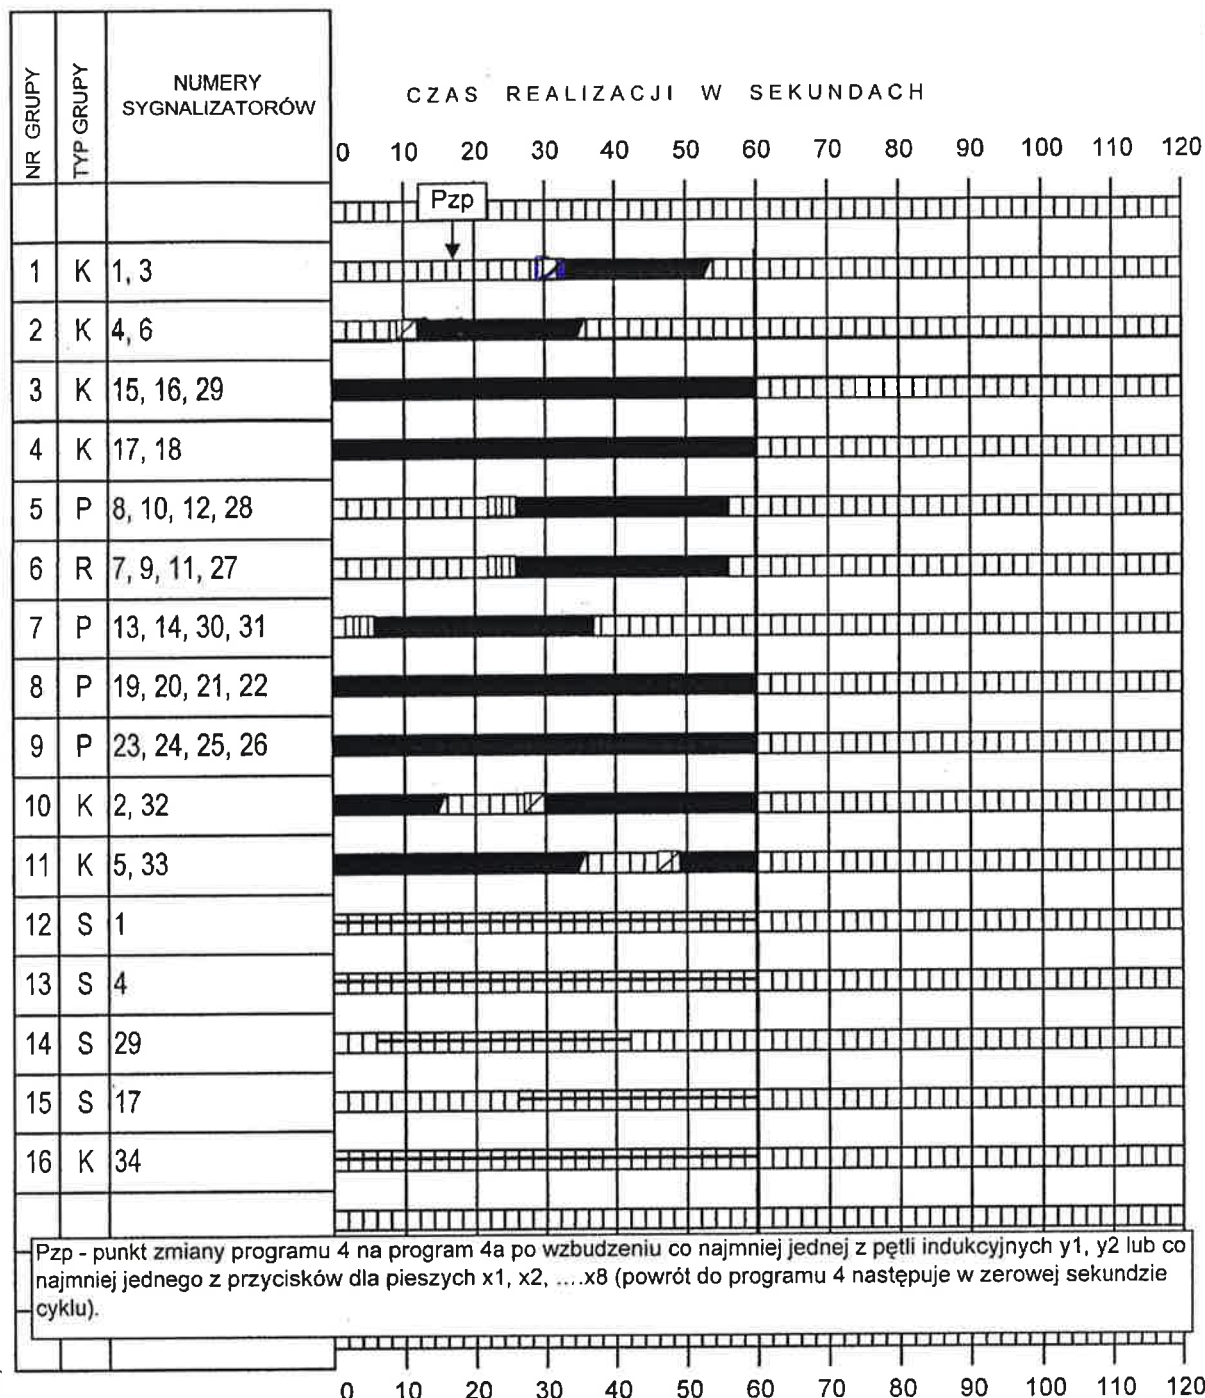 NR GRUPY
TYP GRUPY
NUMERY
SYGNALIZATORÓW
CZAS REALIZACJI W SEKUNDACH
0 10 20 30 40 50 60 70 80 90 100 110 120
Pzp
1 K 1, 3
2 K 4, 6
3 K 15, 16, 29
4 K 17, 18
5 P 8, 10, 12, 28
6 R 7, 9, 11, 27
7 P 13, 14, 30, 31
8 P 19, 20, 21, 22
9 P 23, 24, 25, 26
10 K 2, 32
11 K 5, 33
12 S 1
13 S 4
14 S 29
15 S 17
16 K 34
Pzp - punkt zmiany programu 4 na program 4a po wzbudzeniu co najmniej jednej z pętli indukcyjnych y1, y2 lub co
najmniej jednego z przycisków dla pieszych x1, x2, ....x8 (powrót do programu 4 następuje w zerowej sekundzie
cyklu).
0 10 20 30 40 50 60 70 80 90 100 110 120